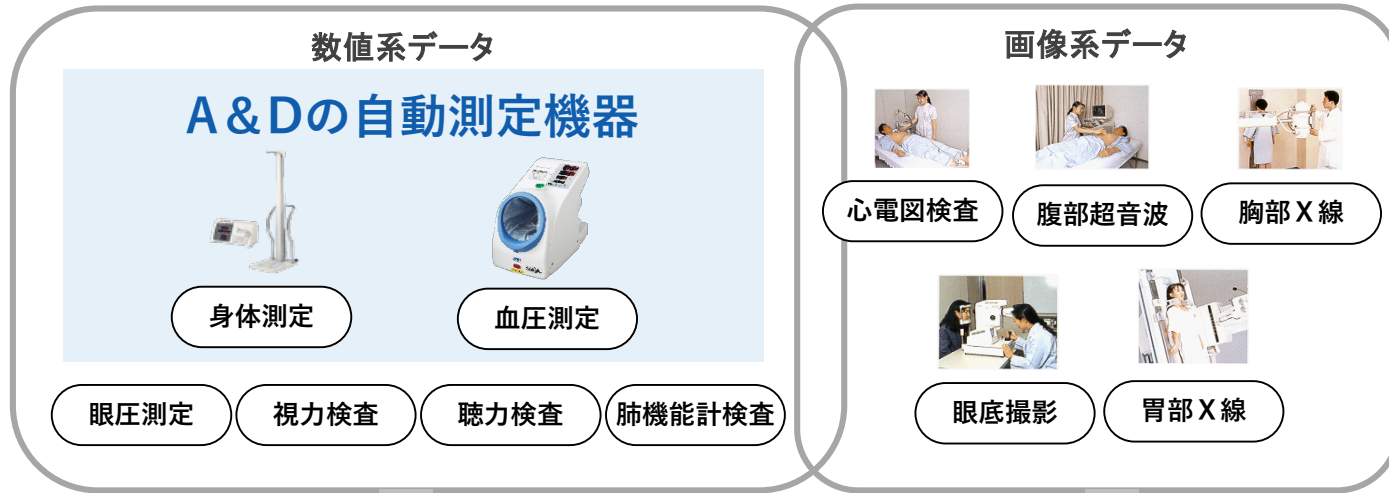 数値系データ
A&Dの自動測定機器
身体測定
血圧測定
眼圧測定
視力検査
聴力検査
肺機能計検査
画像系データ
心電図検査
腹部超音波
胸部X線
眼底撮影
胃部X線